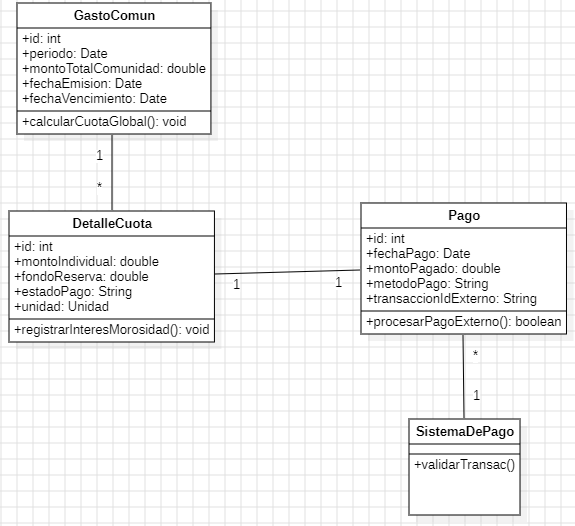 GastoComun
+id: int
+periodo: Date
+montoTotalComunidad: double
+fechaEmision: Date
+fechaVencimiento: Date
+calcularCuotaGlobal(): void
1
*
DetalleCuota
+id: int
+montoIndividual: double
+fondoReserva: double
+estadoPago: String
+unidad: Unidad
+registrarInteresMorosidad(): void
1
1
Pago
+id: int
+fechaPago: Date
+montoPagado: double
+metodoPago: String
+transaccionIdExterno: String
+procesarPagoExterno(): boolean
*
1
SistemaDePago
+validarTransac()